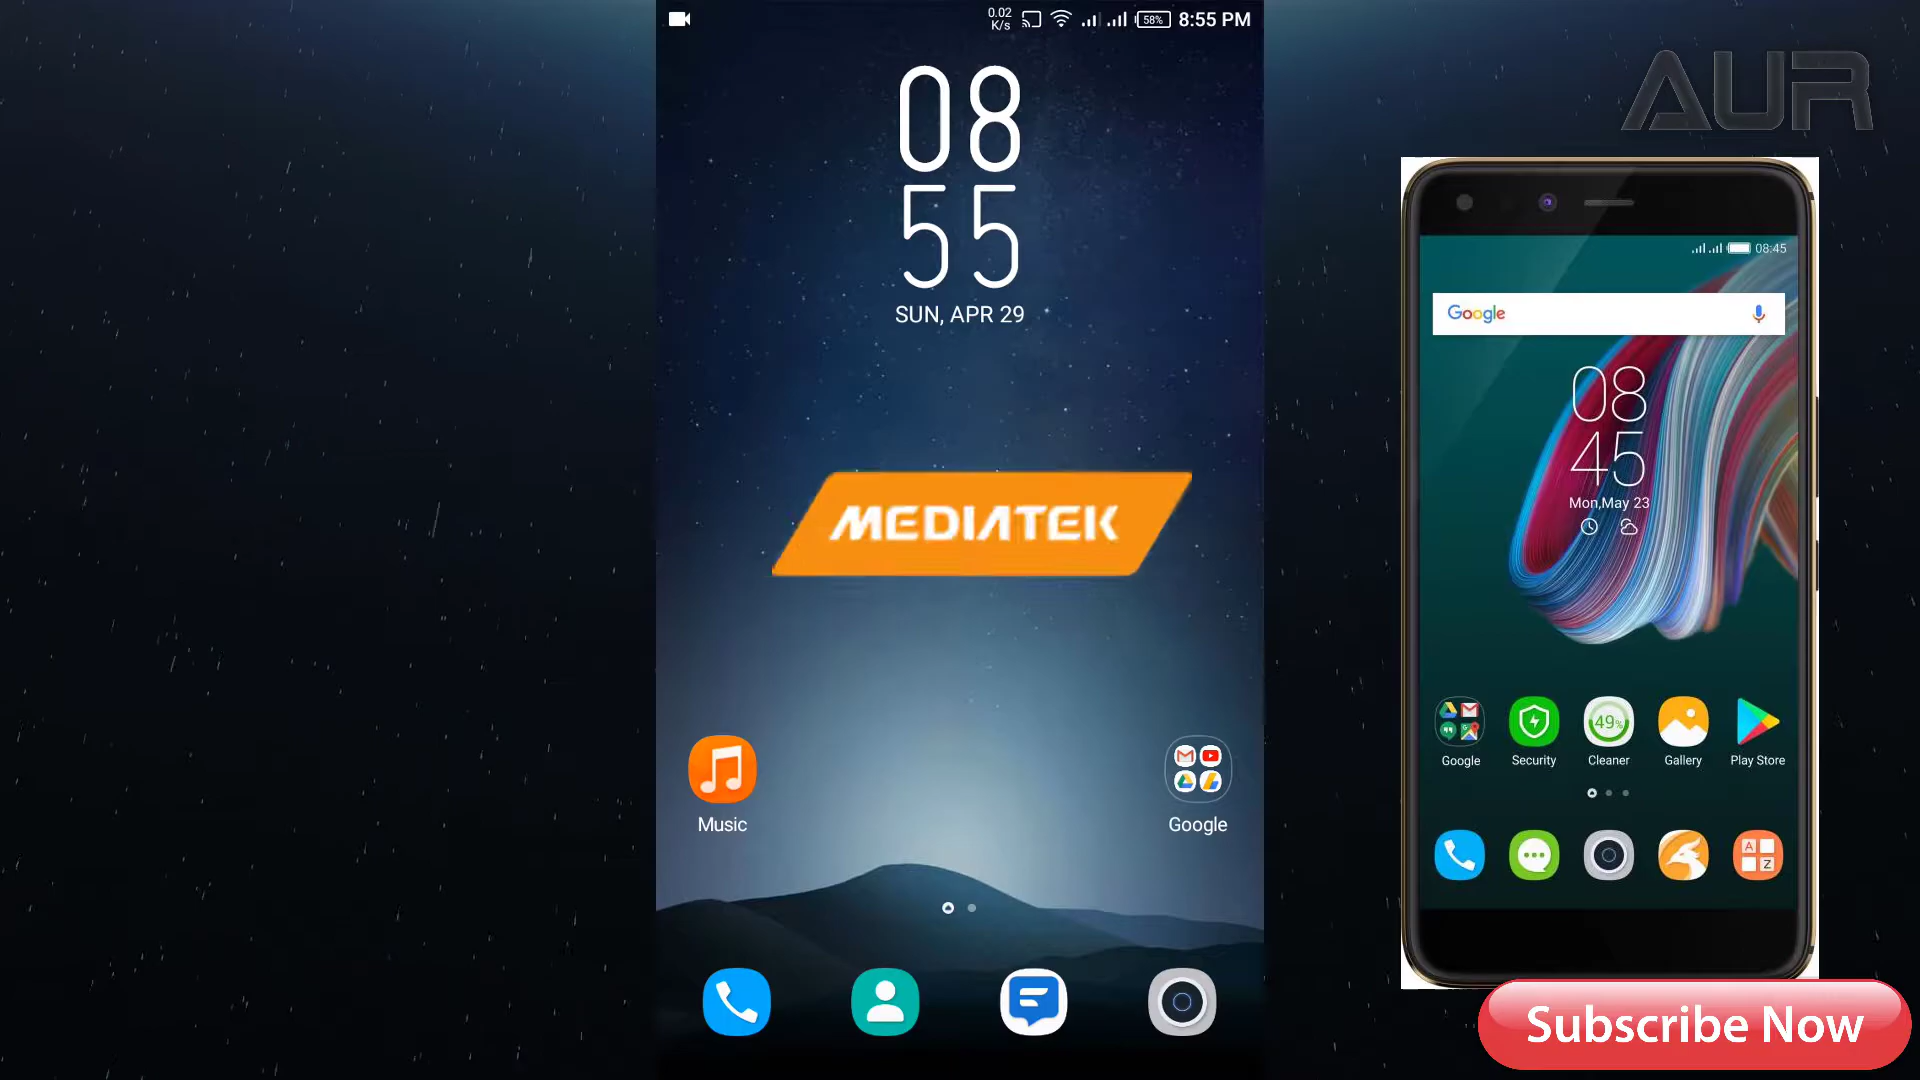 0.02
K/s
58%
8:55 PM
08
55
SUN, APR 29
MEDIATEK
Music
Google
AUR
08:45
Google
08
45
Mon,May 23
49%
Google
Security
Cleaner
Gallery
Play Store
A
Z
Subscribe Now